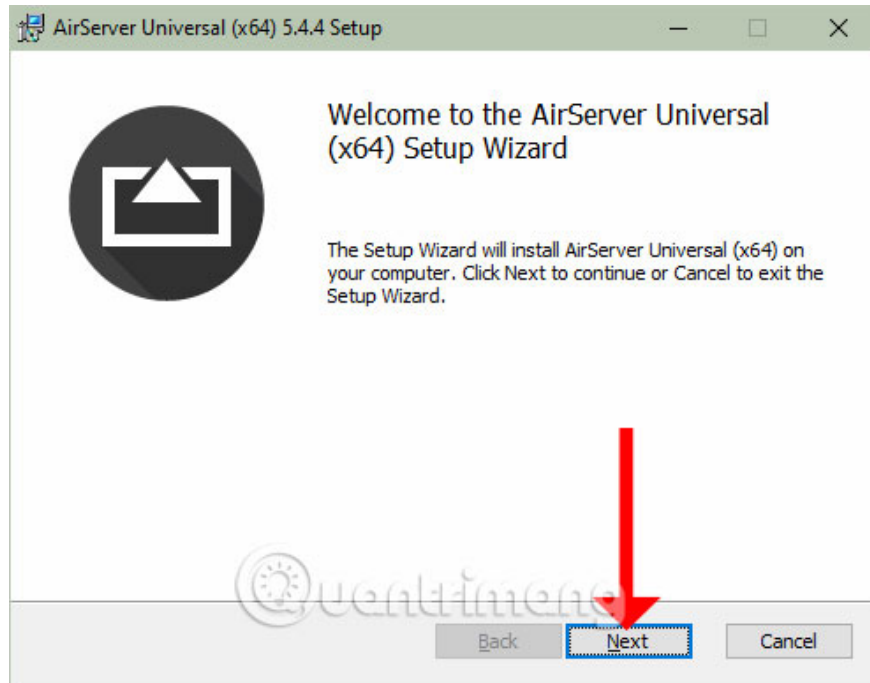 AirServer Universal (x64) 5.4.4 Setup
Welcome to the AirServer Universal
(x64) Setup Wizard
The Setup Wizard will install AirServer Universal (x64) on
your computer. Click Next to continue or Cancel to exit the
Setup Wizard.
Quantrimang
Back Next Cancel